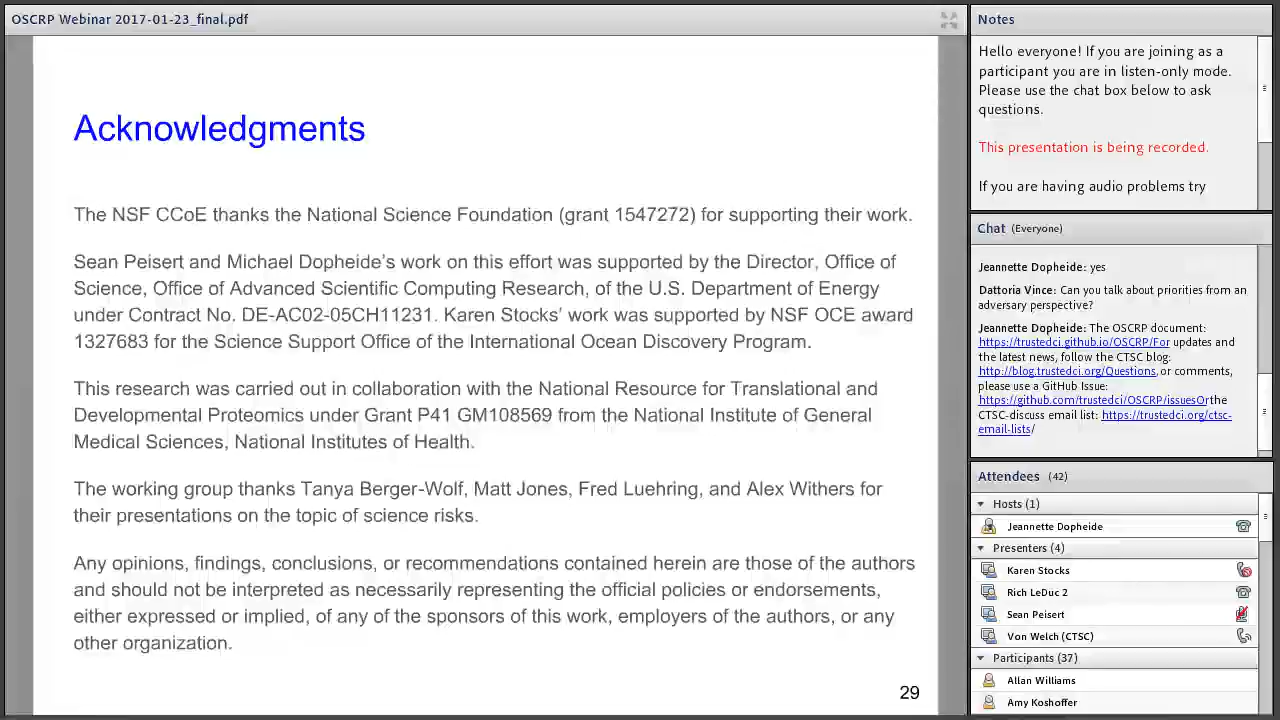 OSCRP Webinar 2017-01-23_final.pdf
Acknowledgments
The NSF CCoE thanks the National Science Foundation (grant 1547272) for supporting their work.
Sean Peisert and Michael Dopheide's work on this effort was supported by the Director, Office of
Science, Office of Advanced Scientific Computing Research, of the U.S. Department of Energy
under Contract No. DE-AC02-05CH11231. Karen Stocks' work was supported by NSF OCE award
1327683 for the Science Support Office of the International Ocean Discovery Program.
This research was carried out in collaboration with the National Resource for Translational and
Developmental Proteomics under Grant P41 GM108569 from the National Institute of General
Medical Sciences, National Institutes of Health.
The working group thanks Tanya Berger-Wolf, Matt Jones, Fred Luehring, and Alex Withers for
their presentations on the topic of science risks.
Any opinions, findings, conclusions, or recommendations contained herein are those of the authors
and should not be interpreted as necessarily representing the official policies or endorsements,
either expressed or implied, of any of the sponsors of this work, employers of the authors, or any
other organization.
29
Notes
Hello everyone! If you are joining as a
participant you are in listen-only mode.
Please use the chat box below to ask
questions.
This presentation is being recorded.
If you are having audio problems try
Chat (Everyone)
Jeannette Dopheide: yes
Dattoria Vince: Can you talk about priorities from an
adversary perspective?
Jeannette Dopheide: The OSCRP document:
https://trustedci.github.io/OSCRP/For updates and
the latest news, follow the CTSC blog:
http://blog.trustedci.org/Questions, or comments,
please use a GitHub Issue:
https://github.com/trustedci/OSCRP/issuesOrthe
CTSC-discuss email list: https://trustedci.org/ctsc-
email-lists/
Attendees (42)
Hosts (1)
Jeannette Dopheide
Presenters (4)
Karen Stocks
Rich LeDuc 2
Sean Peisert
Von Welch (CTSC)
Participants (37)
Allan Williams
Amy Koshoffer